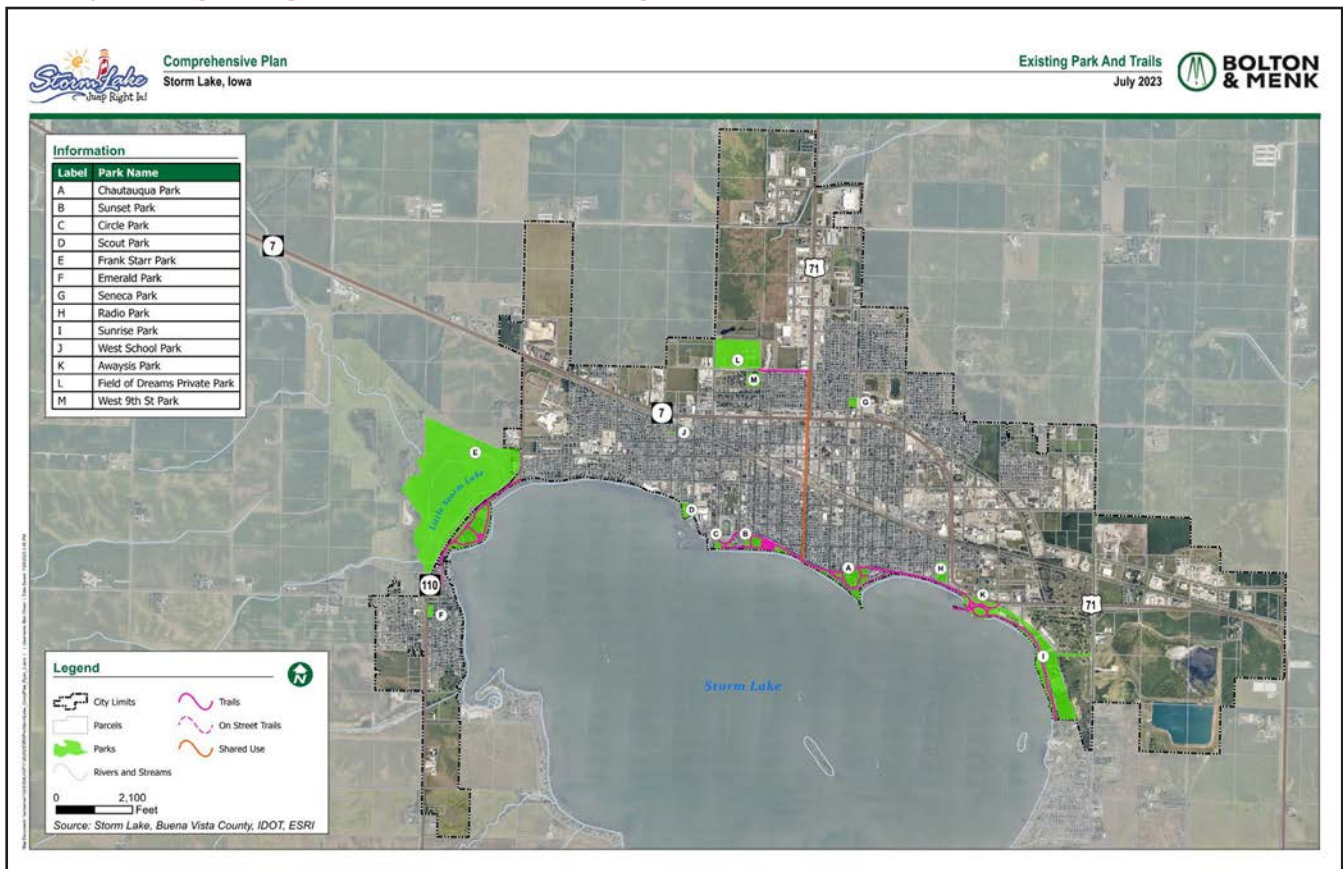 Storm Lake
Jump Right In!
Comprehensive Plan
Storm Lake, Iowa
Existing Park And Trails
July 2023
BOLTON
& MENK
Information
Label Park Name
A Chautauqua Park
B Sunset Park
C Circle Park
D Scout Park
E Frank Starr Park
F Emerald Park
G Seneca Park
H Radio Park
I Sunrise Park
J West School Park
K Awaysis Park
L Field of Dreams Private Park
M West 9th St Park
7
71
L
M
7
G
J
E
Little Storm Lake
D
C
B
A
H
110
K
71
F
I
Storm Lake
Legend
N
City Limits
Trails
Parcels
On Street Trails
Parks
Shared Use
Rivers and Streams
0 2,100
Feet
Source: Storm Lake, Buena Vista County, IDOT, ESRI